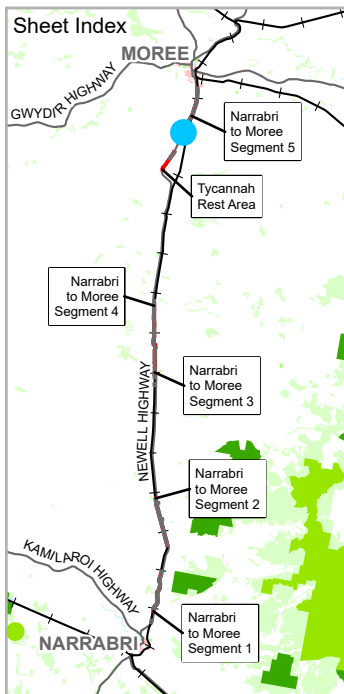 Sheet Index
MOREE
GWYDIR HIGHWAY
Narrabri
to Moree
Segment 5
Tycannah
Rest Area
Narrabri
to Moree
Segment 4
Narrabri
to Moree
Segment 3
NEWELL HIGHWAY
Narrabri
to Moree
Segment 2
KAMILAROI HIGHWAY
Narrabri
to Moree
Segment 1
NARRABRI